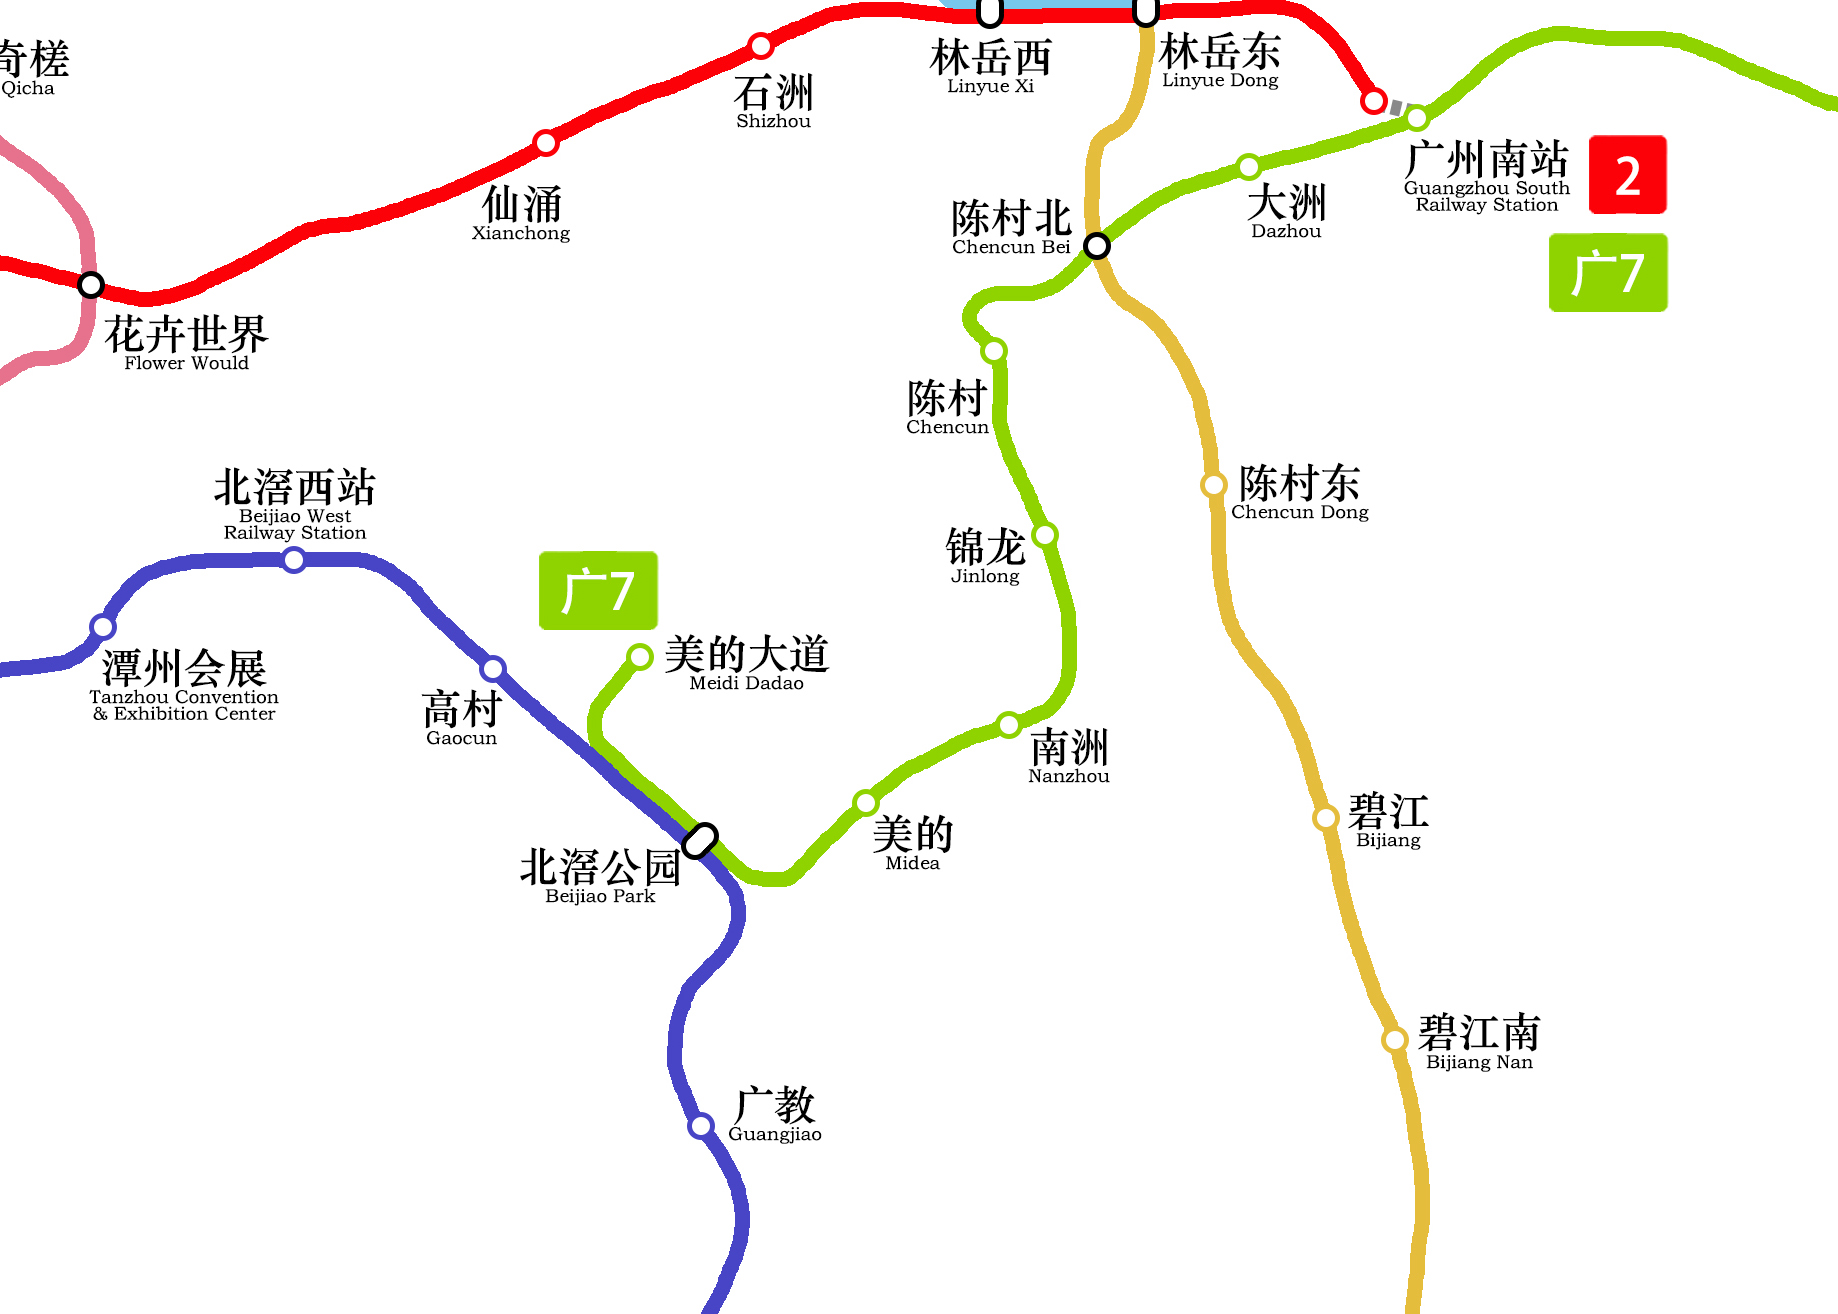 奇槎
Qicha
石洲
Shizhou
林岳西
Linyue Xi
林岳东
Linyue Dong
仙涌
Xianchong
广州南站
Guangzhou South
Railway Station
2
广7
大洲
Dazhou
陈村北
Chencun Bei
花卉世界
Flower Would
陈村
Chencun
北滘西站
Beijiao West
Railway Station
陈村东
Chencun Dong
锦龙
Jinlong
广7
美的大道
Meidi Dadao
潭州会展
Tanzhou Convention
& Exhibition Center
高村
Gaocun
南洲
Nanzhou
美的
Midea
碧江
Bijiang
北滘公园
Beijiao Park
碧江南
Bijiang Nan
广教
Guangjiao